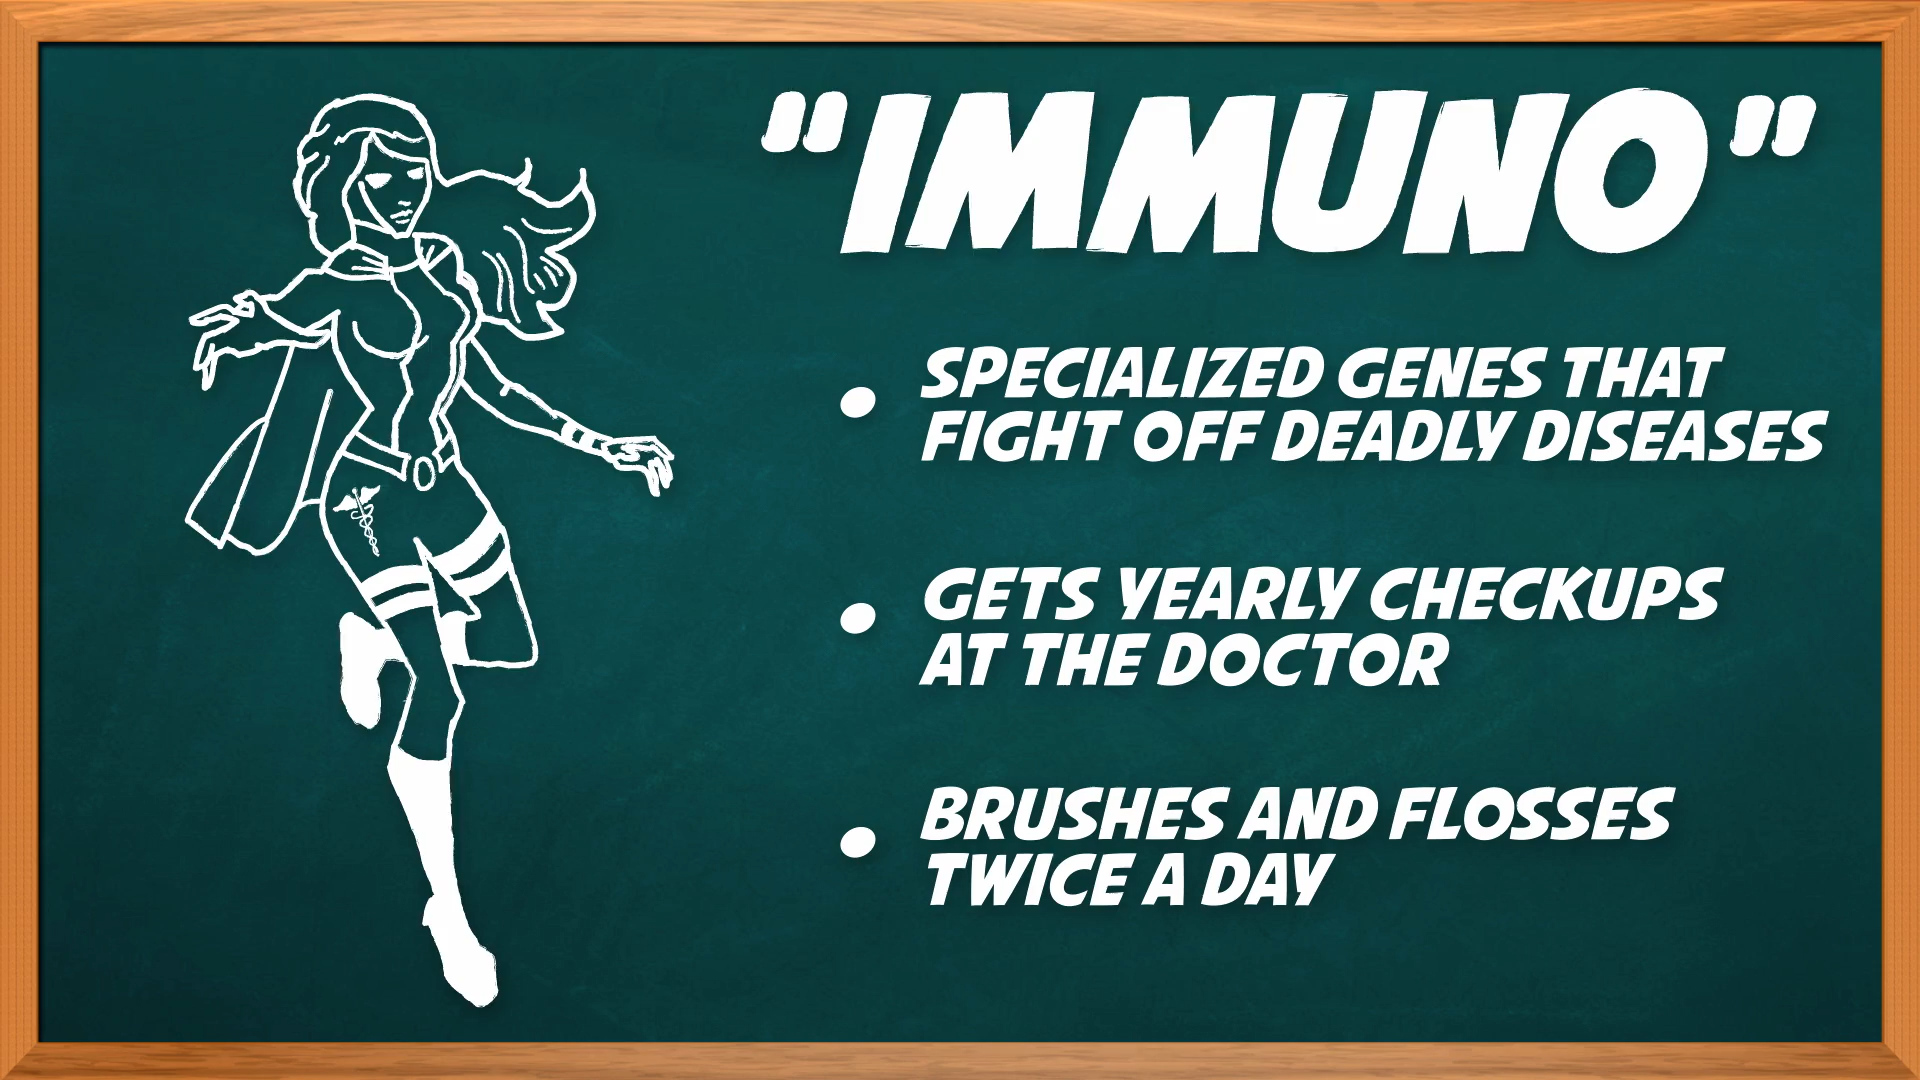 "IMMUNO"
• SPECIALIZED GENES THAT
FIGHT OFF DEADLY DISEASES
• GETS YEARLY CHECKUPS
AT THE DOCTOR
• BRUSHES AND FLOSSES
TWICE A DAY